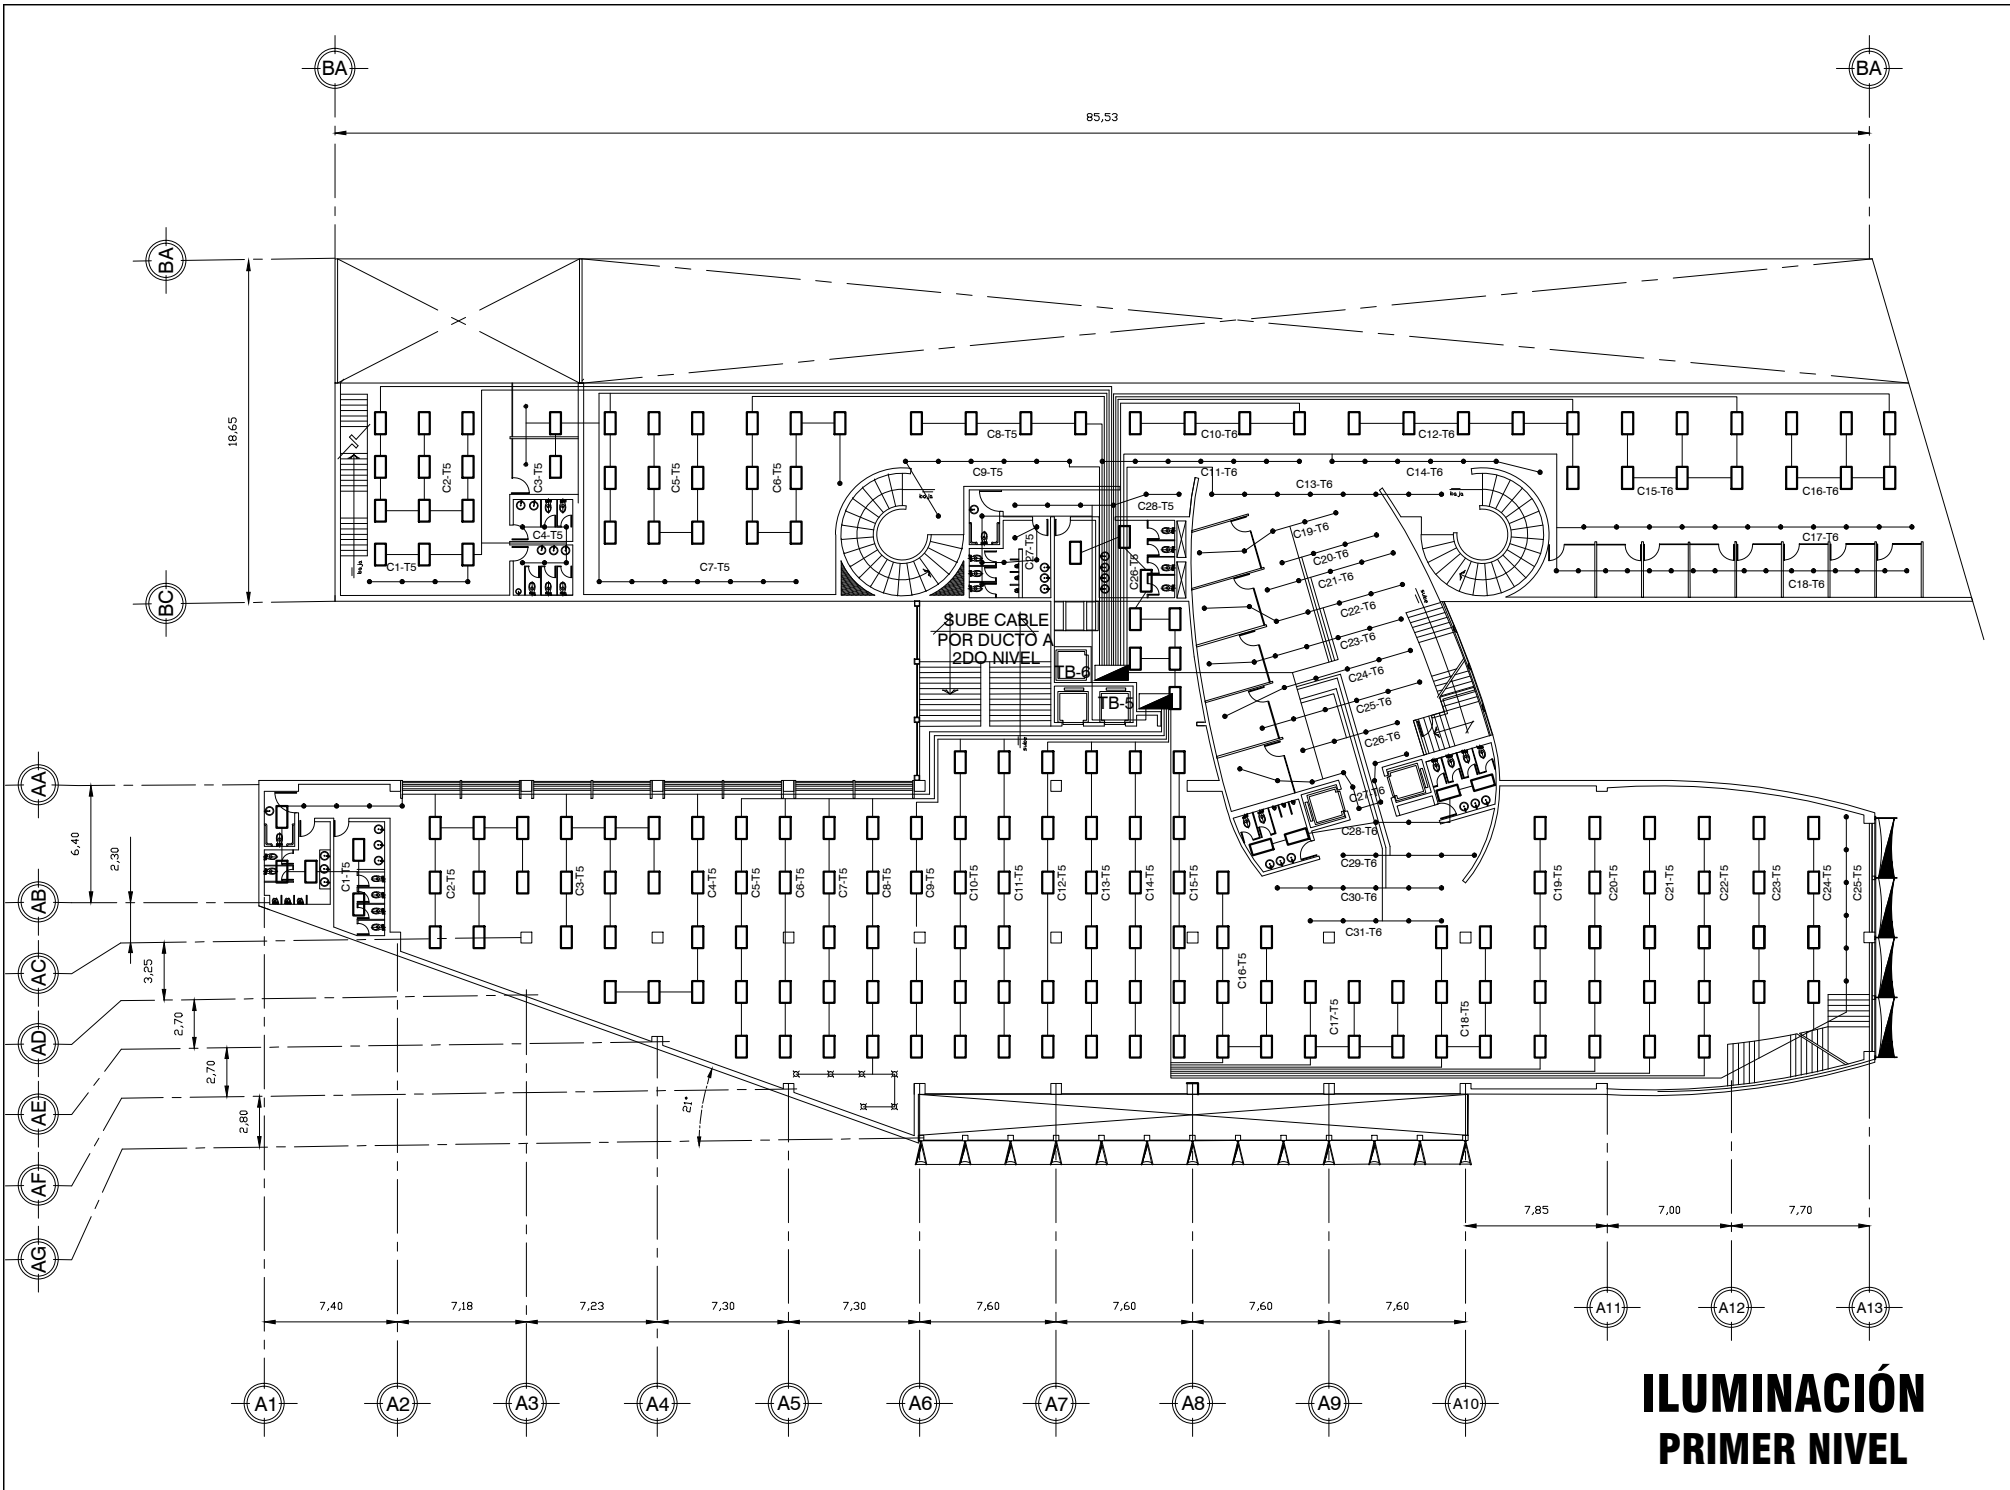 BA
BA
85,53
BA
18,65
C8-T5
C10-T6
C12-T6
C2-T5
C3-T5
C5-T5
C6-T5
C9-T5
C11-T6
C14-T6
C15-T6
C16-T6
C13-T6
baja
baja
C28-T5
C4-T5
C27-T5
C19-T6
C17-T6
C20-T6
C1-T5
baja
C7-T5
C26-T5
C21-T6
C18-T6
BC
sube
C22-T6
SUBE CABLE
POR DUCTO A
2DO NIVEL
C23-T6
TB-6
C24-T6
TB-5
C25-T6
C26-T6
sube
AA
6,40
2,30
C27-T6
C28-T6
C1-T5
C2-T5
C3-T5
C4-T5
C5-T5
C6-T5
C7-T5
C8-T5
C9-T5
C10-T5
C11-T5
C12-T5
C13-T5
C14-T5
C15-T5
C29-T6
C19-T5
C20-T5
C21-T5
C22-T5
C23-T5
C24-T5
C25-T5
AB
C30-T6
C31-T6
AC
3,25
C16-T5
C17-T5
C18-T5
AD
2,70
2,70
AE
2,80
21°
AF
AG
7,85
7,00
7,70
7,40
7,18
7,23
7,30
7,30
7,60
7,60
7,60
7,60
A11
A12
A13
A1
A2
A3
A4
A5
A6
A7
A8
A9
A10
ILUMINACIÓN
PRIMER NIVEL